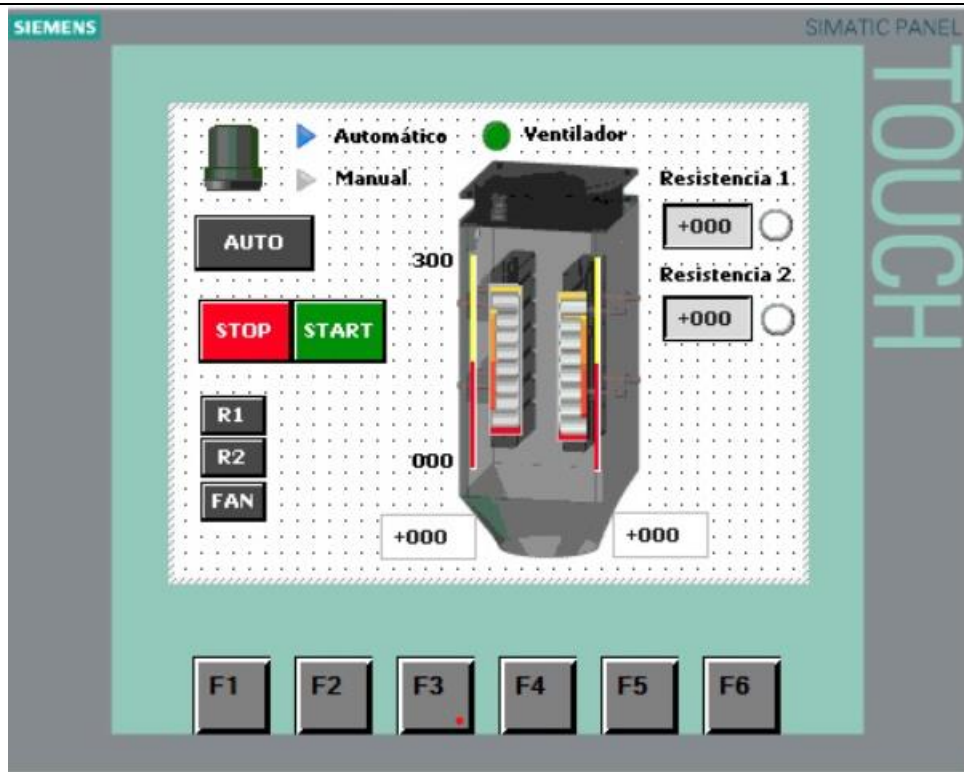 SIEMENS
SIMATIC PANEL
TOUCH
Automático
Ventilador
Manual
Resistencia 1
+000
AUTO
300
Resistencia 2
+000
STOP
START
R1
R2
000
FAN
+000
+000
F1
F2
F3
F4
F5
F6